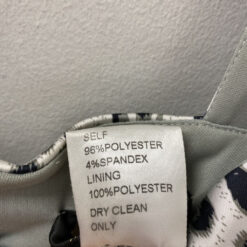 SELF
96%POLYESTER
4%SPANDEX
LINING
100%POLYESTER
DRY CLEAN
ONLY